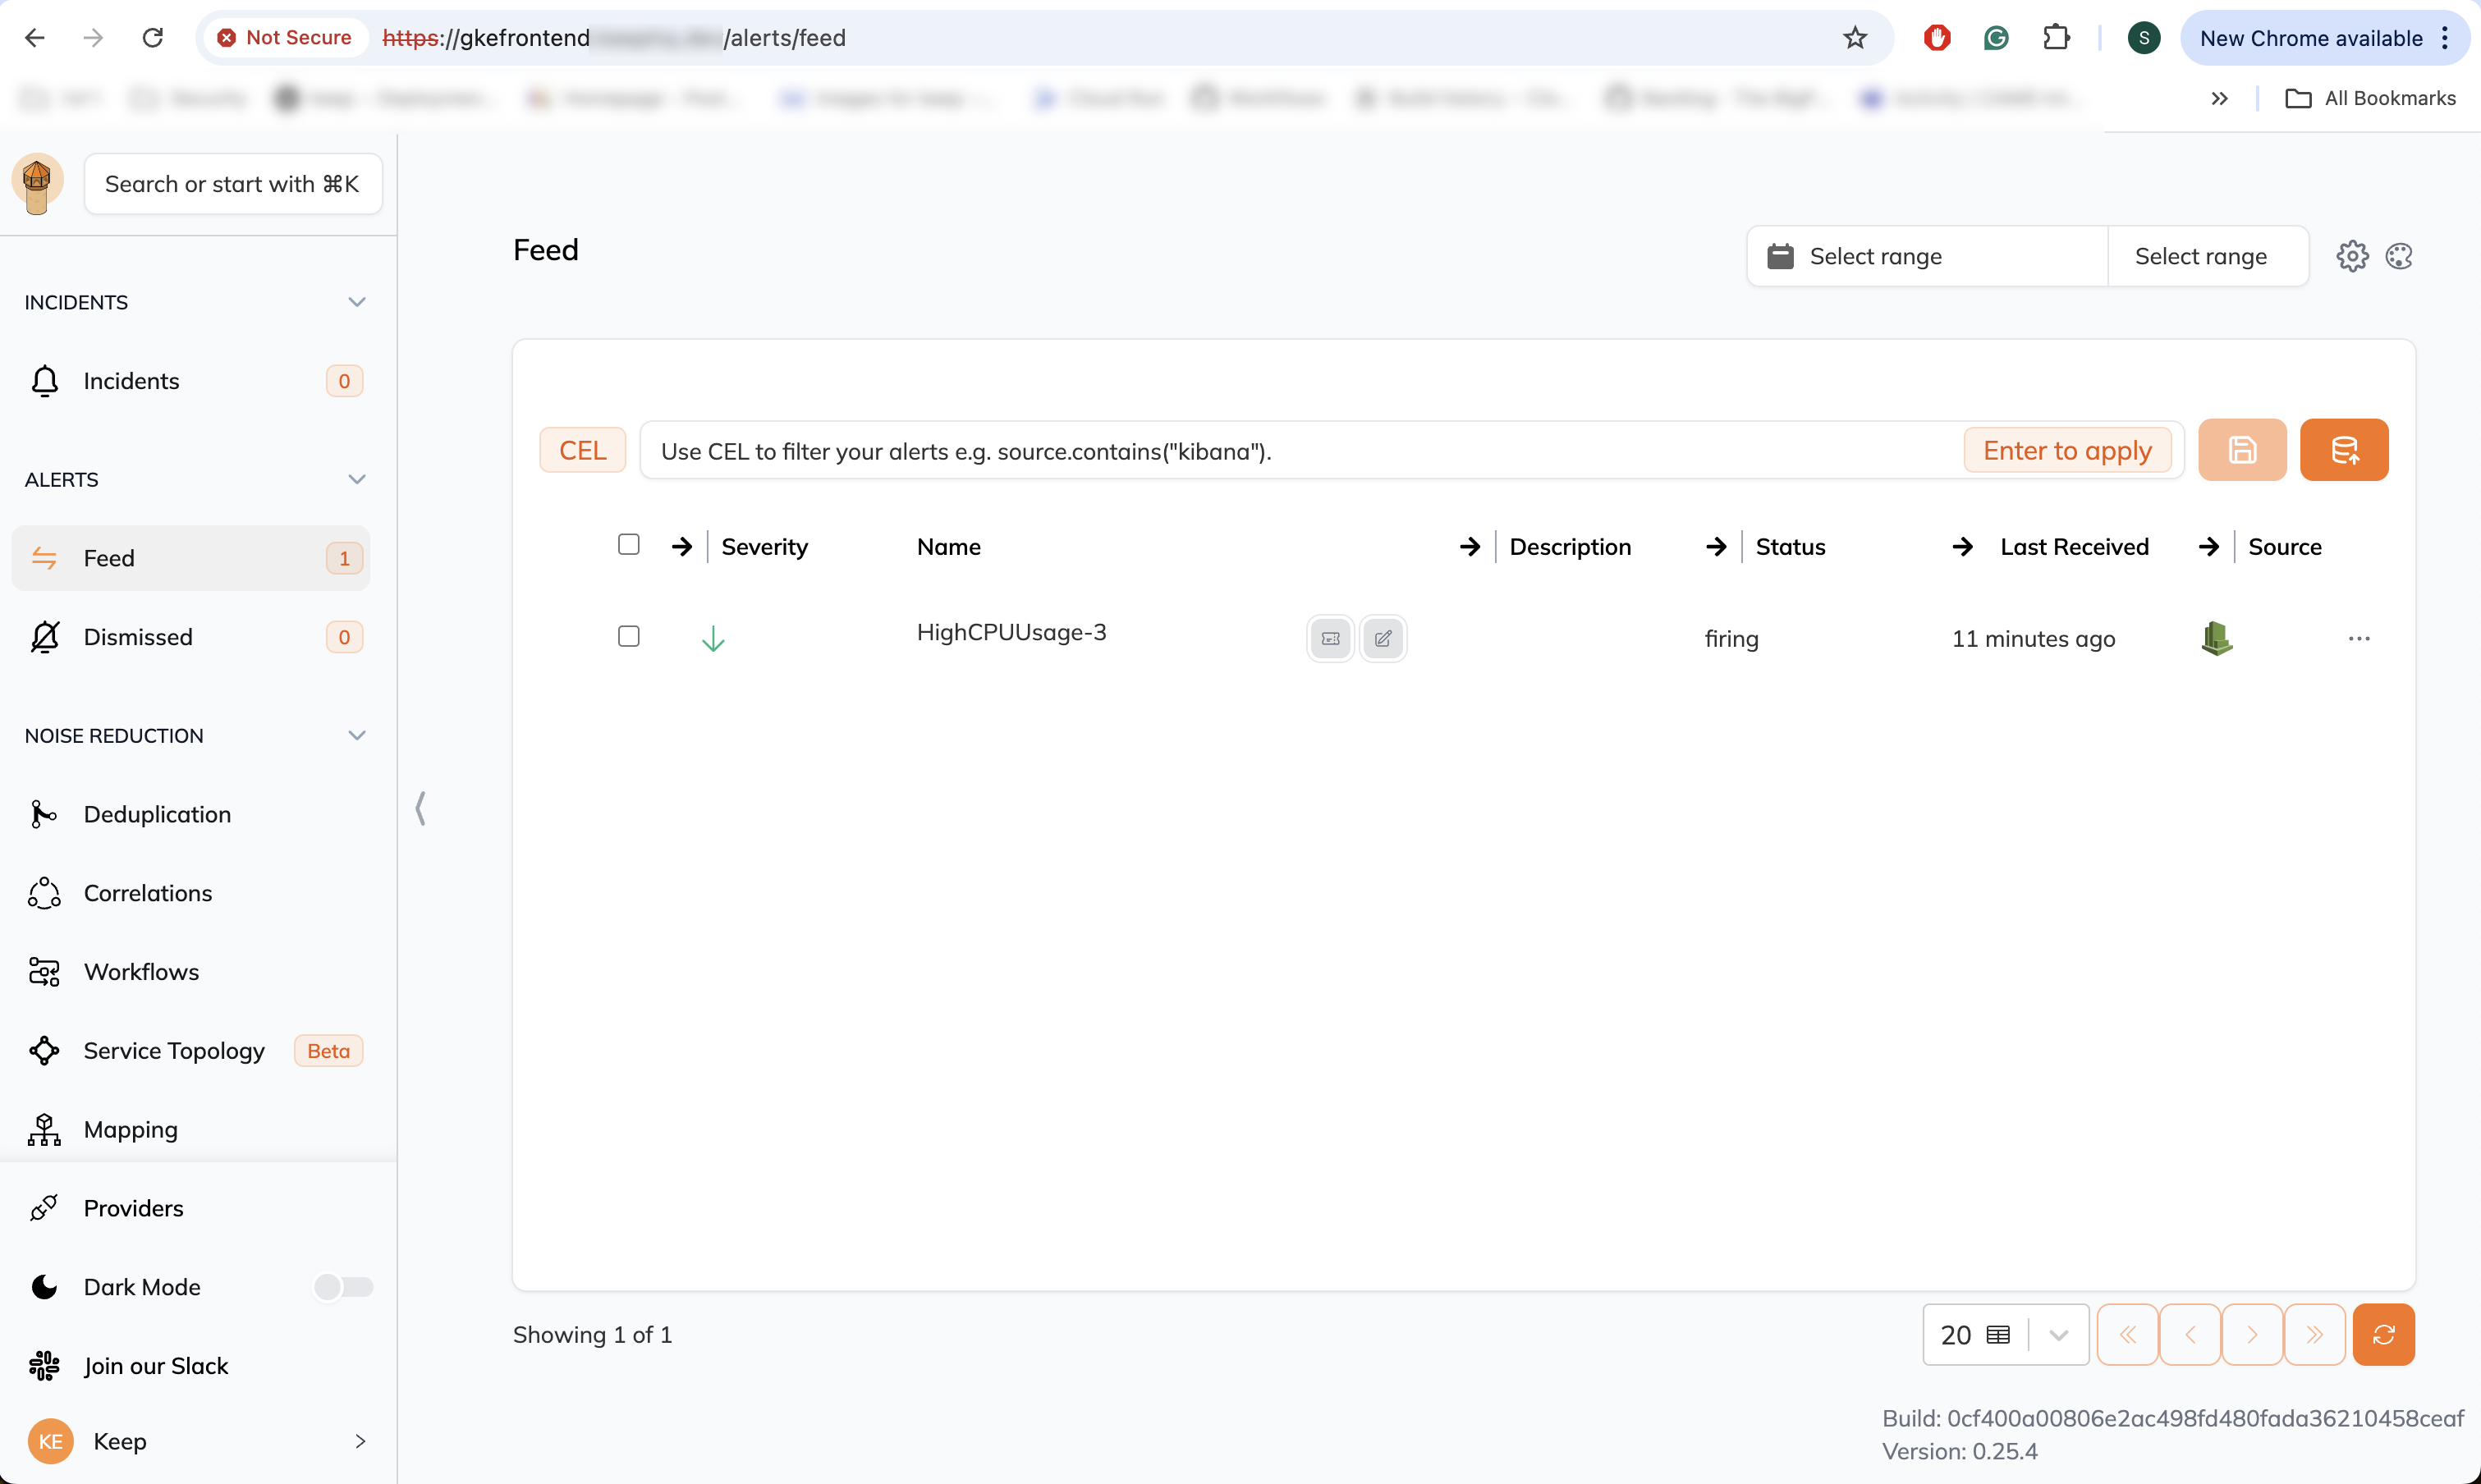 Not Secure https://gkefrontend /alerts/feed S New Chrome available
All Bookmarks
Search or start with ⌘K
INCIDENTS
Incidents 0
ALERTS
Feed 1
Dismissed 0
NOISE REDUCTION
Deduplication
Correlations
Workflows
Service Topology Beta
Mapping
Providers
Dark Mode
Join our Slack
KE Keep
Feed
Select range Select range
CEL Use CEL to filter your alerts e.g. source.contains("kibana"). Enter to apply
Severity Name Description Status Last Received Source
HighCPUUsage-3 firing 11 minutes ago
Showing 1 of 1
20
Build: 0cf400a00806e2ac498fd480fada36210458ceaf
Version: 0.25.4